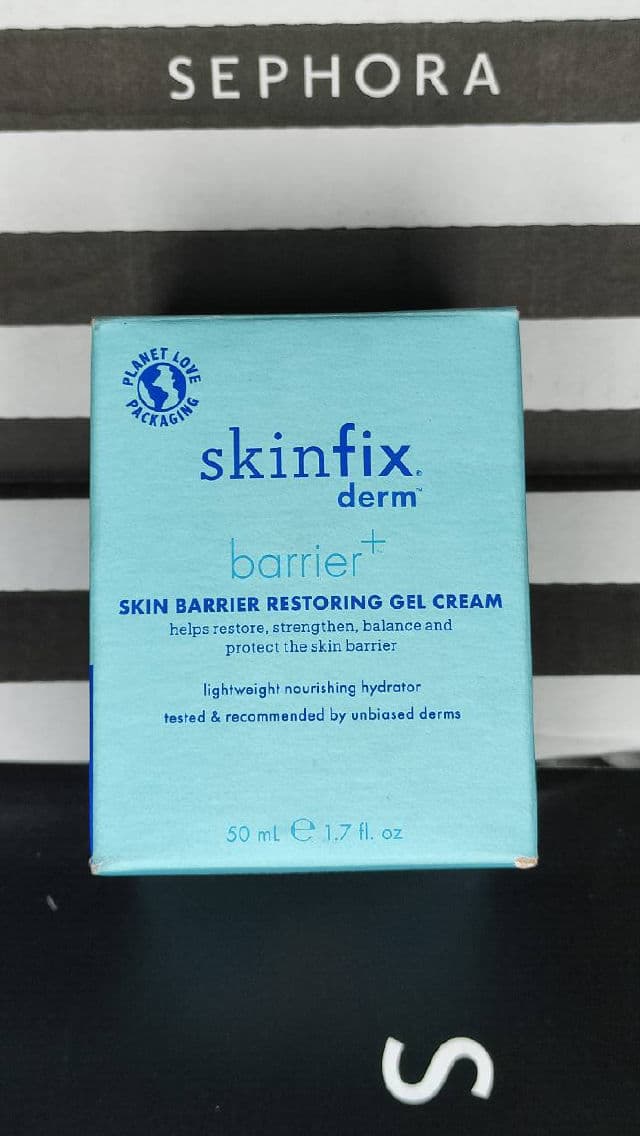 SEPHORA
PLANET LOVE
PACKAGING
skinfix®
derm™
barrier+
SKIN BARRIER RESTORING GEL CREAM
helps restore, strengthen, balance and
protect the skin barrier
lightweight nourishing hydrator
tested & recommended by unbiased derms
50 mL ℮ 1.7 fl. oz
S